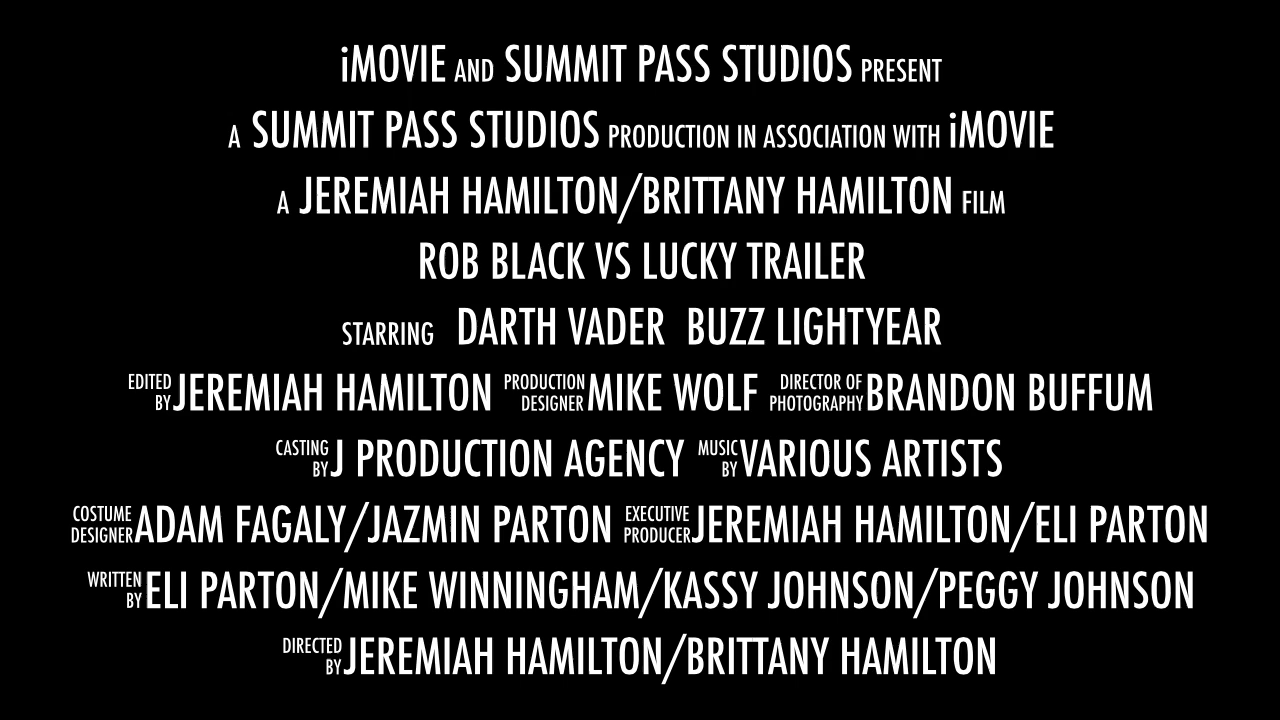 iMOVIE AND SUMMIT PASS STUDIOS PRESENT
A SUMMIT PASS STUDIOS PRODUCTION IN ASSOCIATION WITH iMOVIE
A JEREMIAH HAMILTON/BRITTANY HAMILTON FILM
ROB BLACK VS LUCKY TRAILER
STARRING DARTH VADER BUZZ LIGHTYEAR
EDITED BY JEREMIAH HAMILTON PRODUCTION DESIGNER MIKE WOLF DIRECTOR OF PHOTOGRAPHY BRANDON BUFFUM
CASTING BY J PRODUCTION AGENCY MUSIC BY VARIOUS ARTISTS
COSTUME DESIGNER ADAM FAGALY/JAZMIN PARTON EXECUTIVE PRODUCER JEREMIAH HAMILTON/ELI PARTON
WRITTEN BY ELI PARTON/MIKE WINNINGHAM/KASSY JOHNSON/PEGGY JOHNSON
DIRECTED BY JEREMIAH HAMILTON/BRITTANY HAMILTON